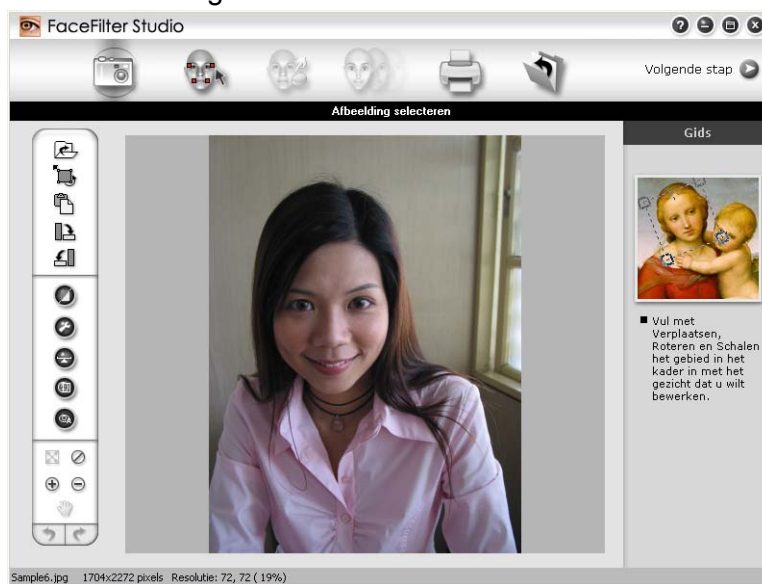 FaceFilter Studio
Volgende stap
Afbeelding selecteren
Gids
Vul met
Verplaatsen,
Roteren en Schalen
het gebied in het
kader in met het
gezicht dat u wilt
bewerken.
Sample6.jpg 1704x2272 pixels Resolutie: 72, 72 ( 19%)